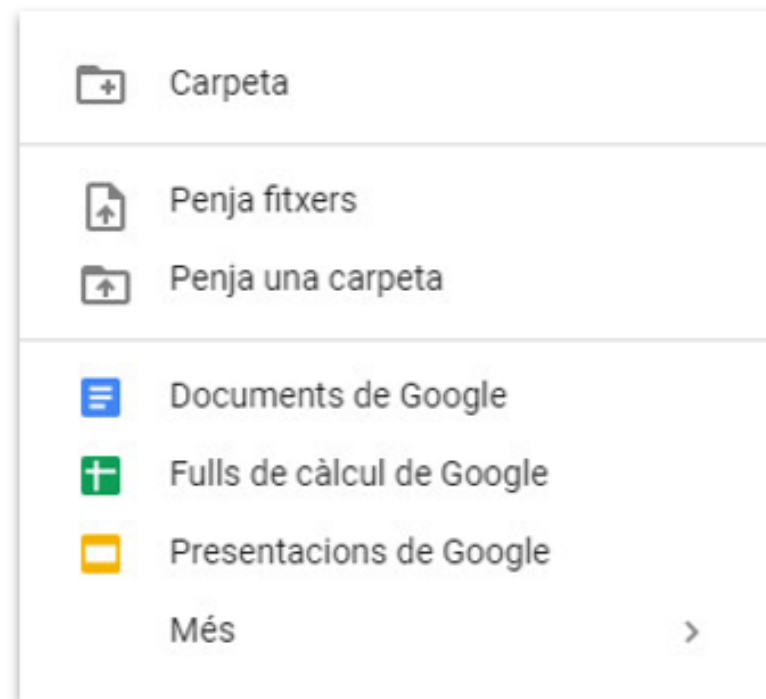 Carpeta
Penja fitxers
Penja una carpeta
Documents de Google
Fulls de càlcul de Google
Presentacions de Google
Més